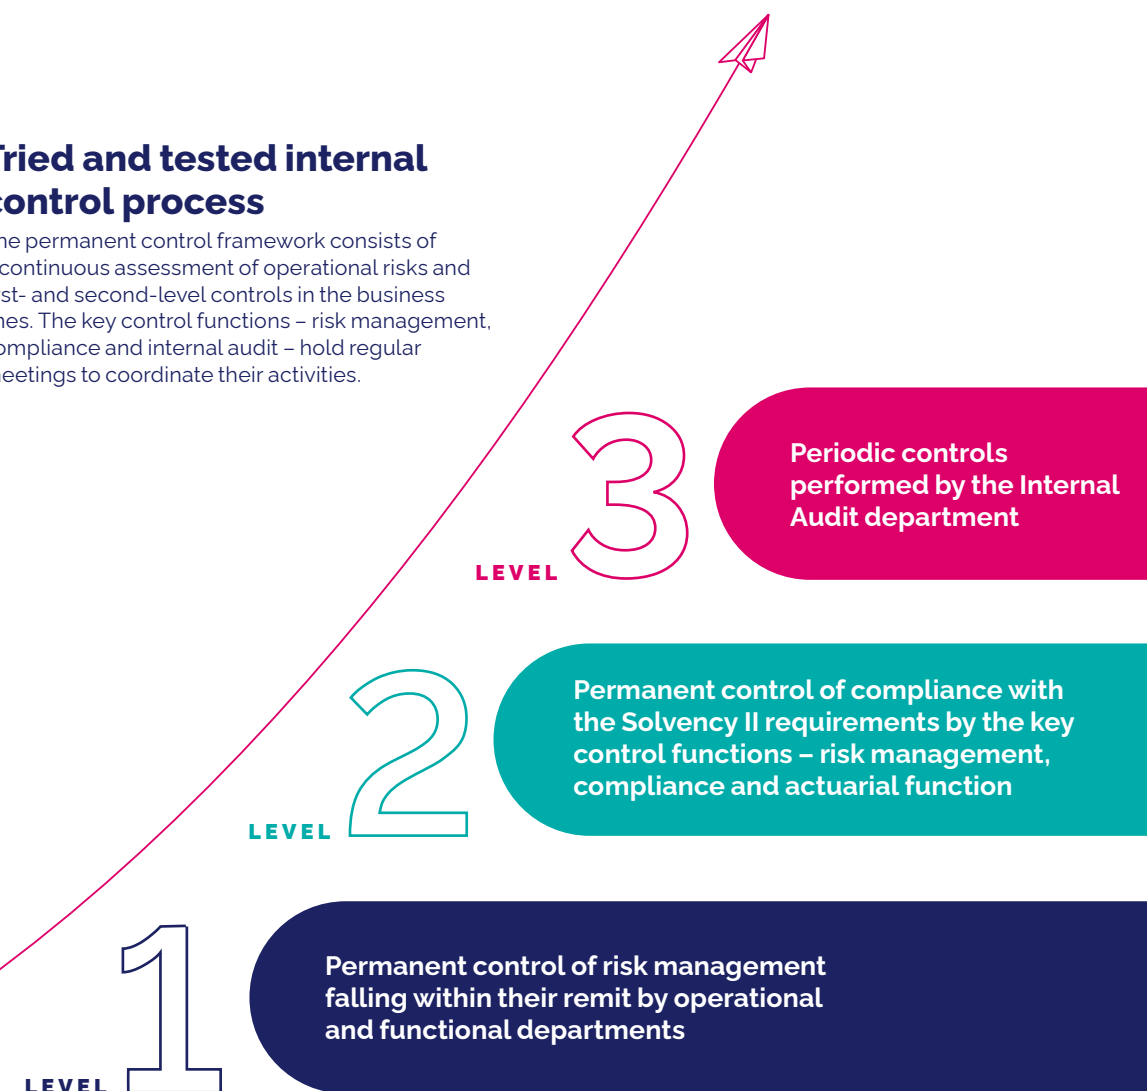 Tried and tested internal
control process
he permanent control framework consists of
continuous assessment of operational risks and
rst- and second-level controls in the business
nes. The key control functions – risk management,
ompliance and internal audit – hold regular
eetings to coordinate their activities.
3
LEVEL
Periodic controls
performed by the Internal
Audit department
2
LEVEL
Permanent control of compliance with
the Solvency II requirements by the key
control functions – risk management,
compliance and actuarial function
1
LEVEL
Permanent control of risk management
falling within their remit by operational
and functional departments